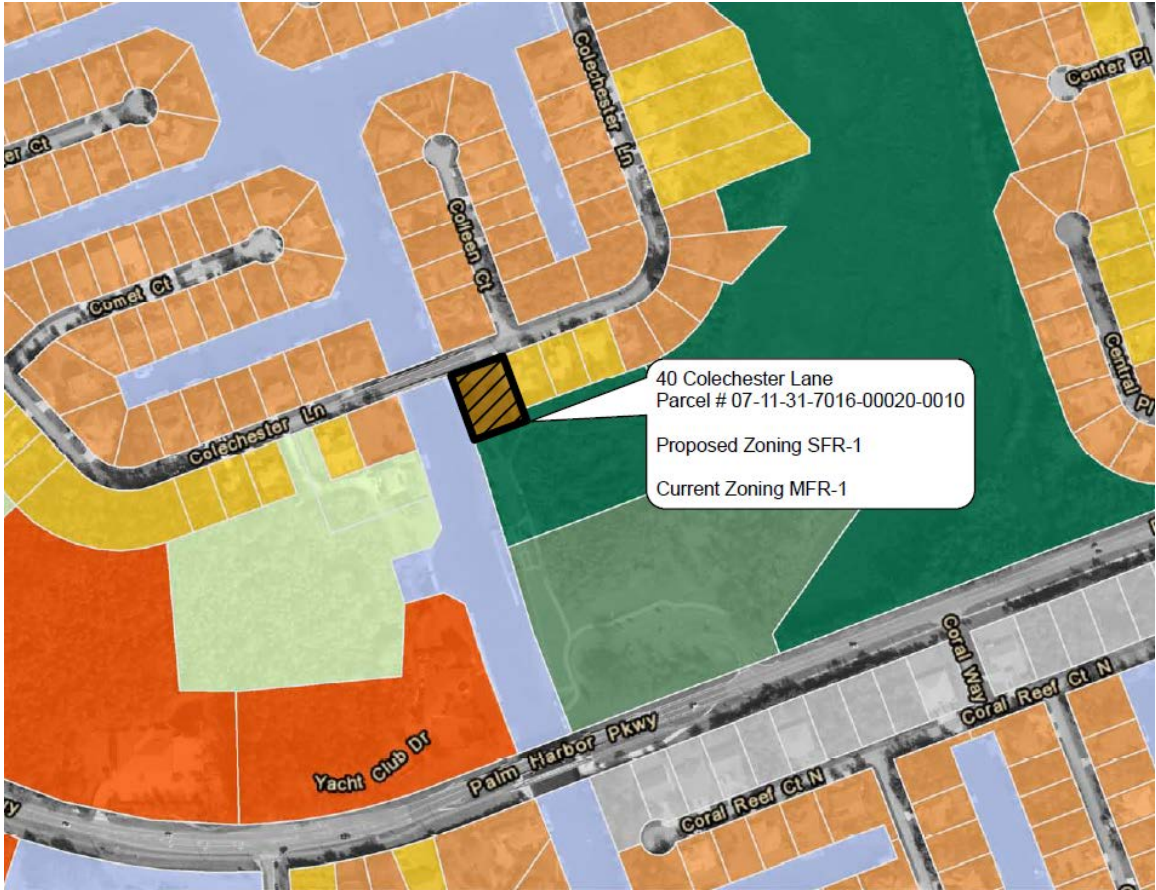 Colechester Ln
Center Pl
er Ct
Colleen Ct
Comet Ct
Central Pl
40 Colechester Lane
Parcel # 07-11-31-7016-00020-0010
Proposed Zoning SFR-1
Current Zoning MFR-1
Colechester Ln
Coral Way
Coral Reef Ct N
Palm Harbor Pkwy
Yacht Club Dr
Coral Reef Ct N